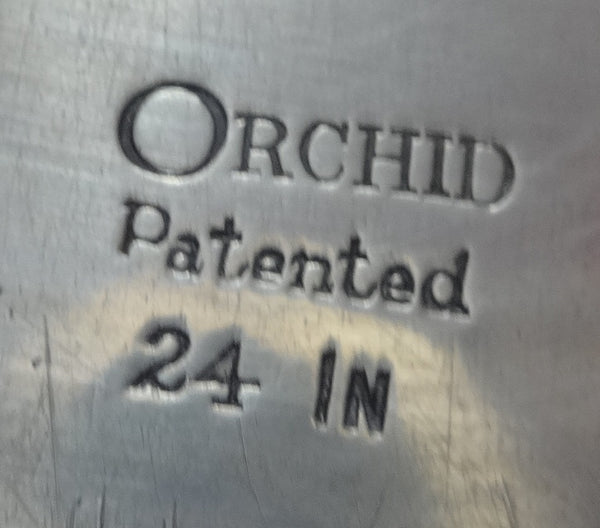 ORCHID
Patented
24 IN